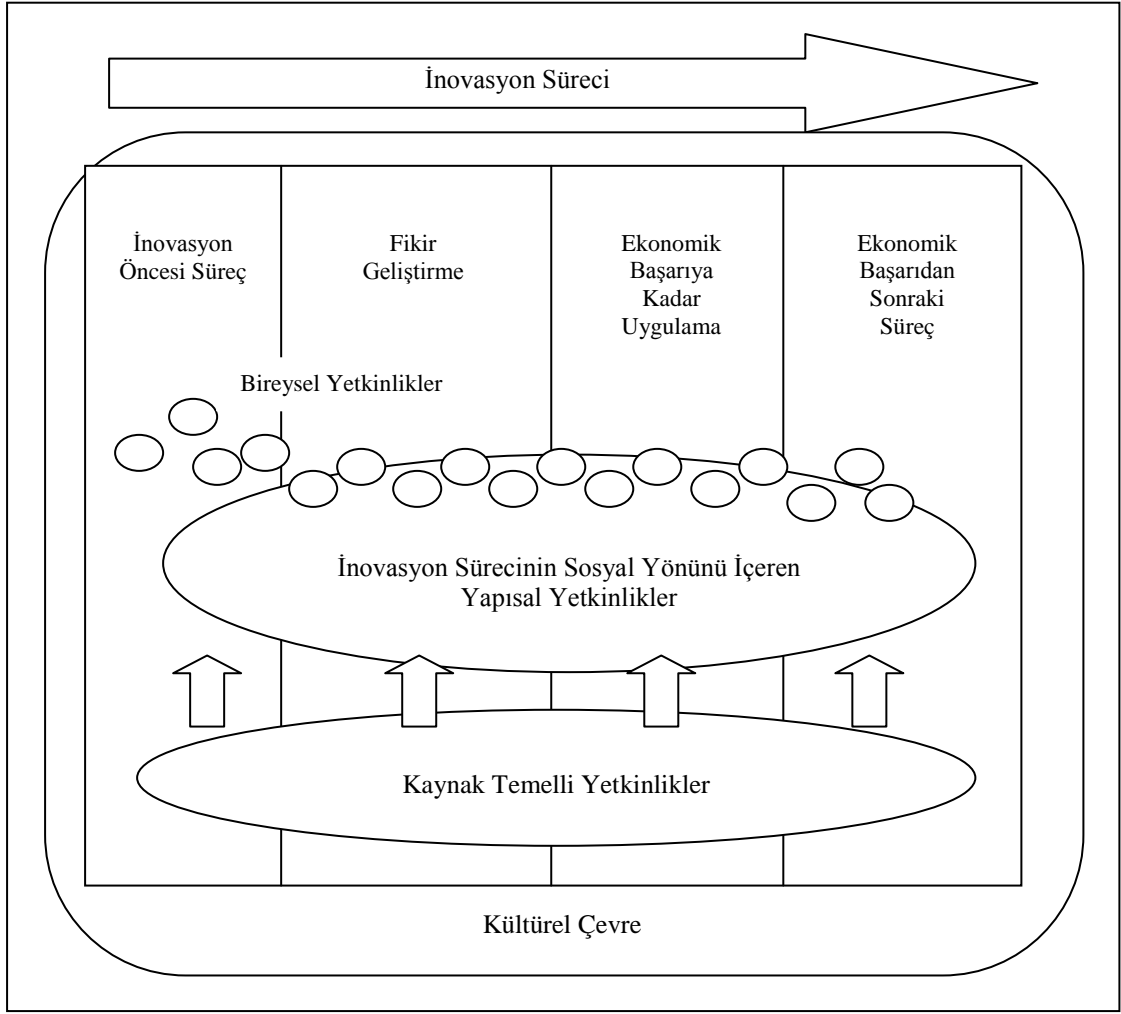 İnovasyon Süreci
İnovasyon
Öncesi Süreç
Fikir
Geliştirme
Ekonomik
Başarıya
Kadar
Uygulama
Ekonomik
Başarıdan
Sonraki
Süreç
Bireysel Yetkinlikler
İnovasyon Sürecinin Sosyal Yönünü İçeren
Yapısal Yetkinlikler
Kaynak Temelli Yetkinlikler
Kültürel Çevre